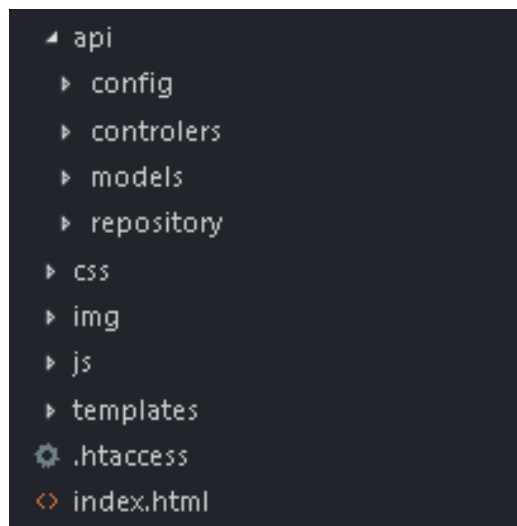 api
config
controlers
models
repository
css
img
js
templates
.htaccess
index.html